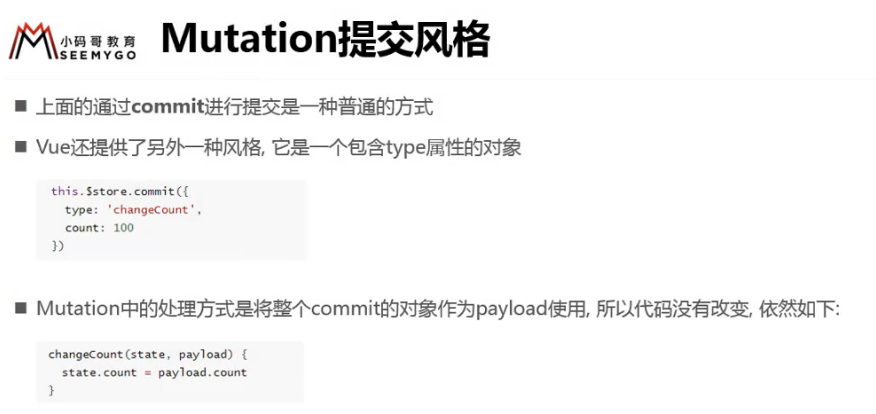 小码哥教育
SEEMYGO
Mutation提交风格
上面的通过commit进行提交是一种普通的方式
Vue还提供了另外一种风格, 它是一个包含type属性的对象
this.$store.commit({
  type: 'changeCount',
  count: 100
})
Mutation中的处理方式是将整个commit的对象作为payload使用, 所以代码没有改变, 依然如下:
changeCount(state, payload) {
  state.count = payload.count
}